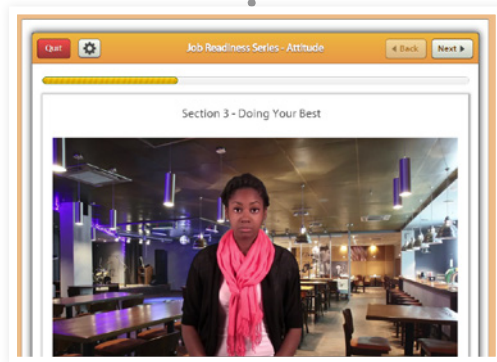 Quit
Job Readiness Series - Attitude
Back
Next
Section 3 - Doing Your Best